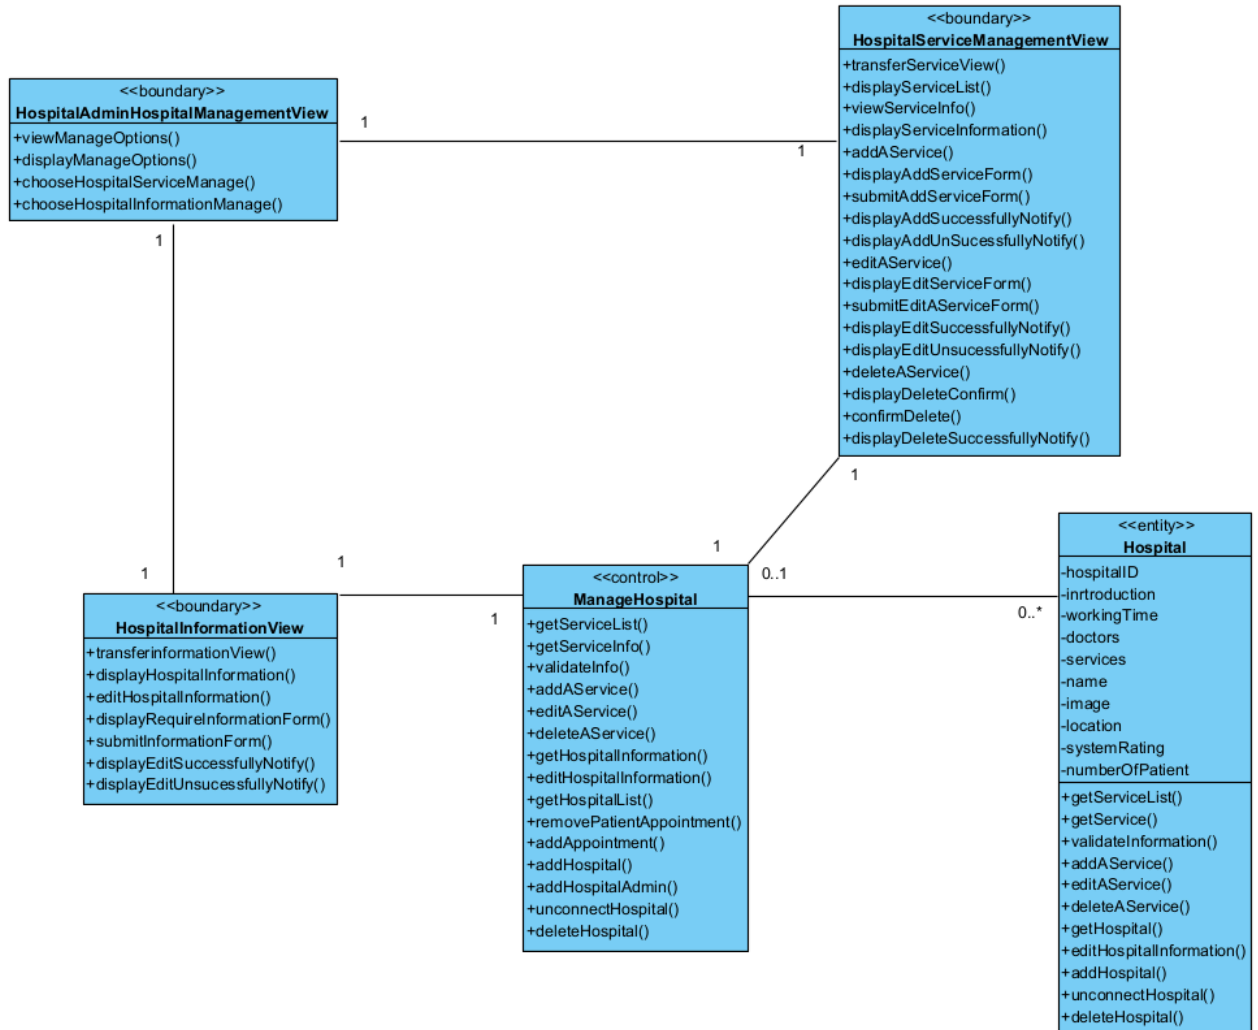 <<boundary>>
HospitalAdminHospitalManagementView
+viewManageOptions()
+displayManageOptions()
+chooseHospitalServiceManage()
+chooseHospitalInformationManage()
1
1
<<boundary>>
HospitalServiceManagementView
+transferServiceView()
+displayServiceList()
+viewServiceInfo()
+displayServiceInformation()
+addAService()
+displayAddServiceForm()
+submitAddServiceForm()
+displayAddSuccessfullyNotify()
+displayAddUnSucessfullyNotify()
+editAService()
+displayEditServiceForm()
+submitEditAServiceForm()
+displayEditSuccessfullyNotify()
+displayEditUnsucessfullyNotify()
+deleteAService()
+displayDeleteConfirm()
+confirmDelete()
+displayDeleteSuccessfullyNotify()
1
1
1
1
<<boundary>>
HospitalInformationView
+transferinformationView()
+displayHospitalInformation()
+editHospitalInformation()
+displayRequireInformationForm()
+submitInformationForm()
+displayEditSuccessfullyNotify()
+displayEditUnsucessfullyNotify()
1
1
<<control>>
ManageHospital
+getServiceList()
+getServiceInfo()
+validateInfo()
+addAService()
+editAService()
+deleteAService()
+getHospitalInformation()
+editHospitalInformation()
+getHospitalList()
+removePatientAppointment()
+addAppointment()
+addHospital()
+addHospitalAdmin()
+unconnectHospital()
+deleteHospital()
0..1
0..*
<<entity>>
Hospital
-hospitalID
-inrtroduction
-workingTime
-doctors
-services
-name
-image
-location
-systemRating
-numberOfPatient
+getServiceList()
+getService()
+validateInformation()
+addAService()
+editAService()
+deleteAService()
+getHospital()
+editHospitalInformation()
+addHospital()
+unconnectHospital()
+deleteHospital()